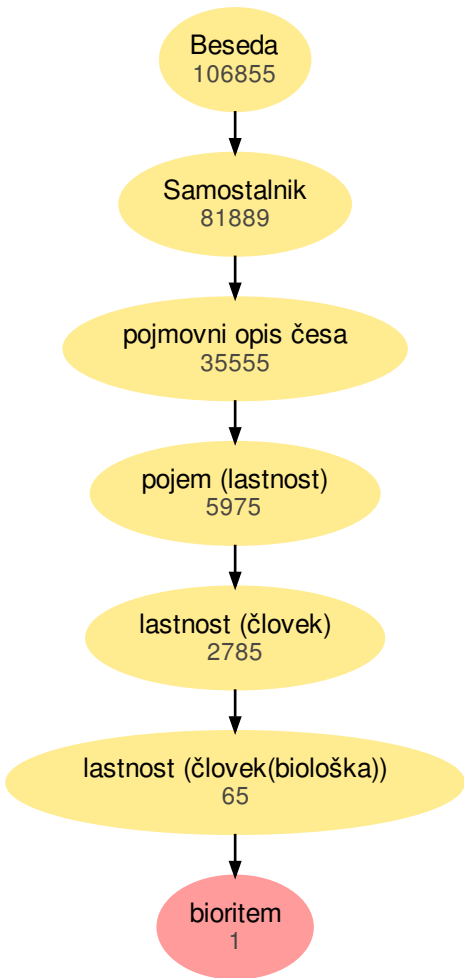 Beseda
106855
Samostalnik
81889
pojmovni opis česa
35555
pojem (lastnost)
5975
lastnost (človek)
2785
lastnost (človek(biološka))
65
bioritem
1